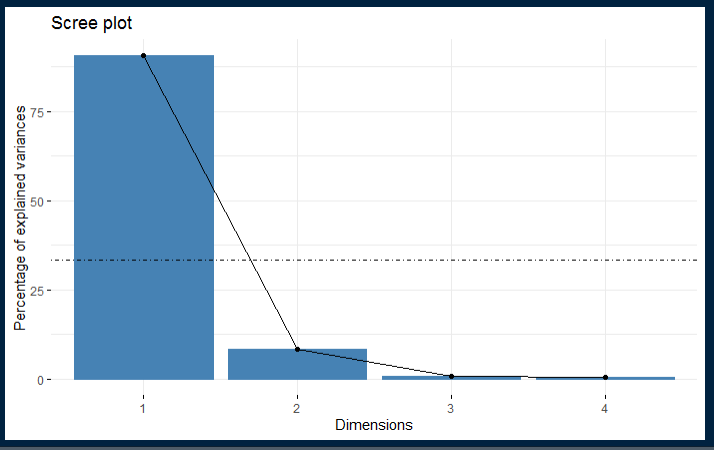 Scree plot
Percentage of explained variances
75
50
25
0
1 2 3 4
Dimensions